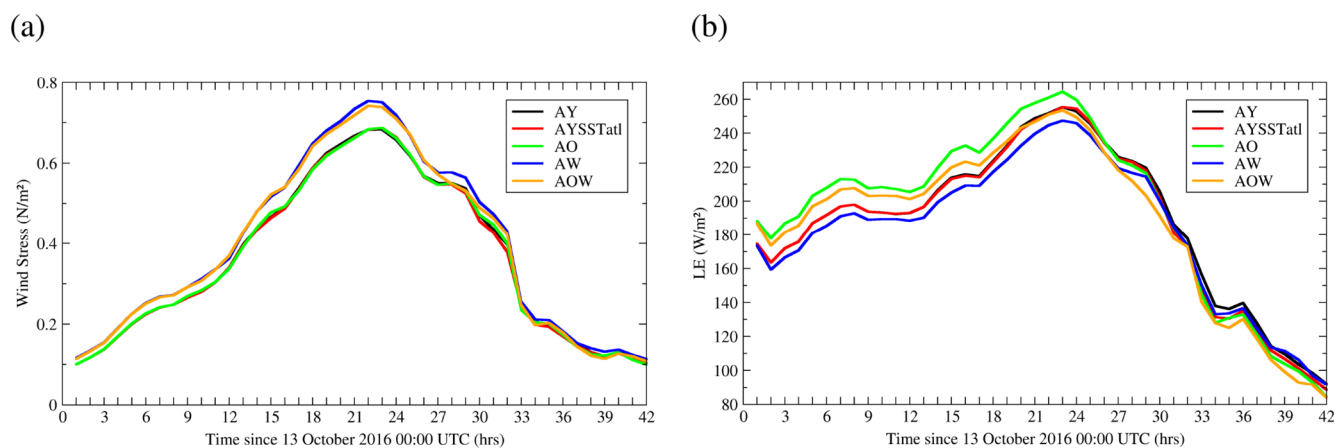 (a)
(b)
0.8
0.6
0.4
0.2
0
Wind Stress (N/m²)
AY
AYSSTatl
AO
AW
AOW
0 3 6 9 12 15 18 21 24 27 30 33 36 39 42
Time since 13 October 2016 00:00 UTC (hrs)
260
240
220
200
180
160
140
120
100
80
LE (W/m²)
AY
AYSSTatl
AO
AW
AOW
0 3 6 9 12 15 18 21 24 27 30 33 36 39 42
Time since 13 October 2016 00:00 UTC (hrs)